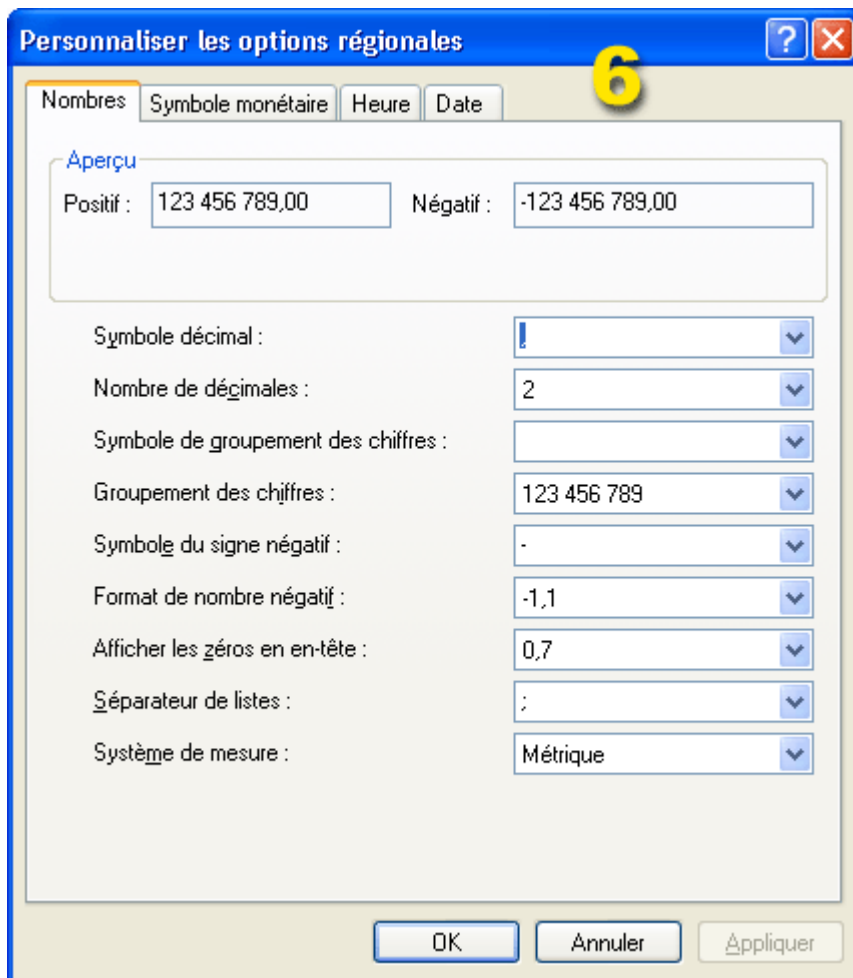 Personnaliser les options régionales
6
Nombres Symbole monétaire Heure Date
Aperçu
Positif : 123 456 789,00 Négatif : -123 456 789,00
Symbole décimal : ,
Nombre de décimales : 2
Symbole de groupement des chiffres :
Groupement des chiffres : 123 456 789
Symbole du signe négatif : -
Format de nombre négatif : -1,1
Afficher les zéros en en-tête : 0,7
Séparateur de listes : ;
Système de mesure : Métrique
OK Annuler Appliquer